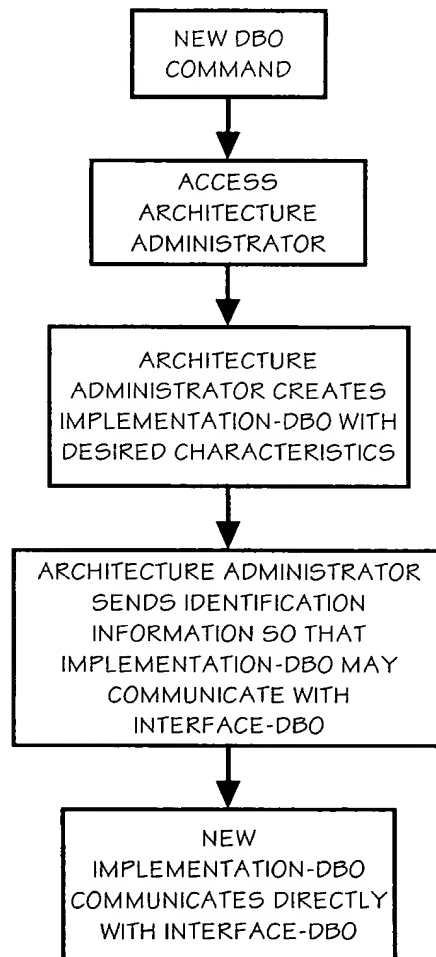 NEW DBO
COMMAND
ACCESS
ARCHITECTURE
ADMINISTRATOR
ARCHITECTURE
ADMINISTRATOR CREATES
IMPLEMENTATION-DBO WITH
DESIRED CHARACTERISTICS
ARCHITECTURE ADMINISTRATOR
SENDS IDENTIFICATION
INFORMATION SO THAT
IMPLEMENTATION-DBO MAY
COMMUNICATE WITH
INTERFACE-DBO
NEW
IMPLEMENTATION-DBO
COMMUNICATES DIRECTLY
WITH INTERFACE-DBO